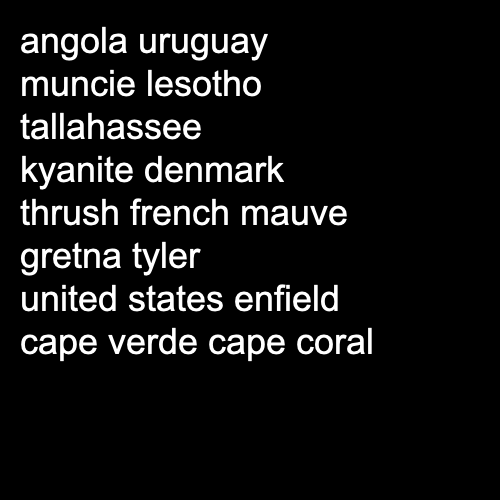 angola uruguay
muncie lesotho
tallahassee
kyanite denmark
thrush french mauve
gretna tyler
united states enfield
cape verde cape coral